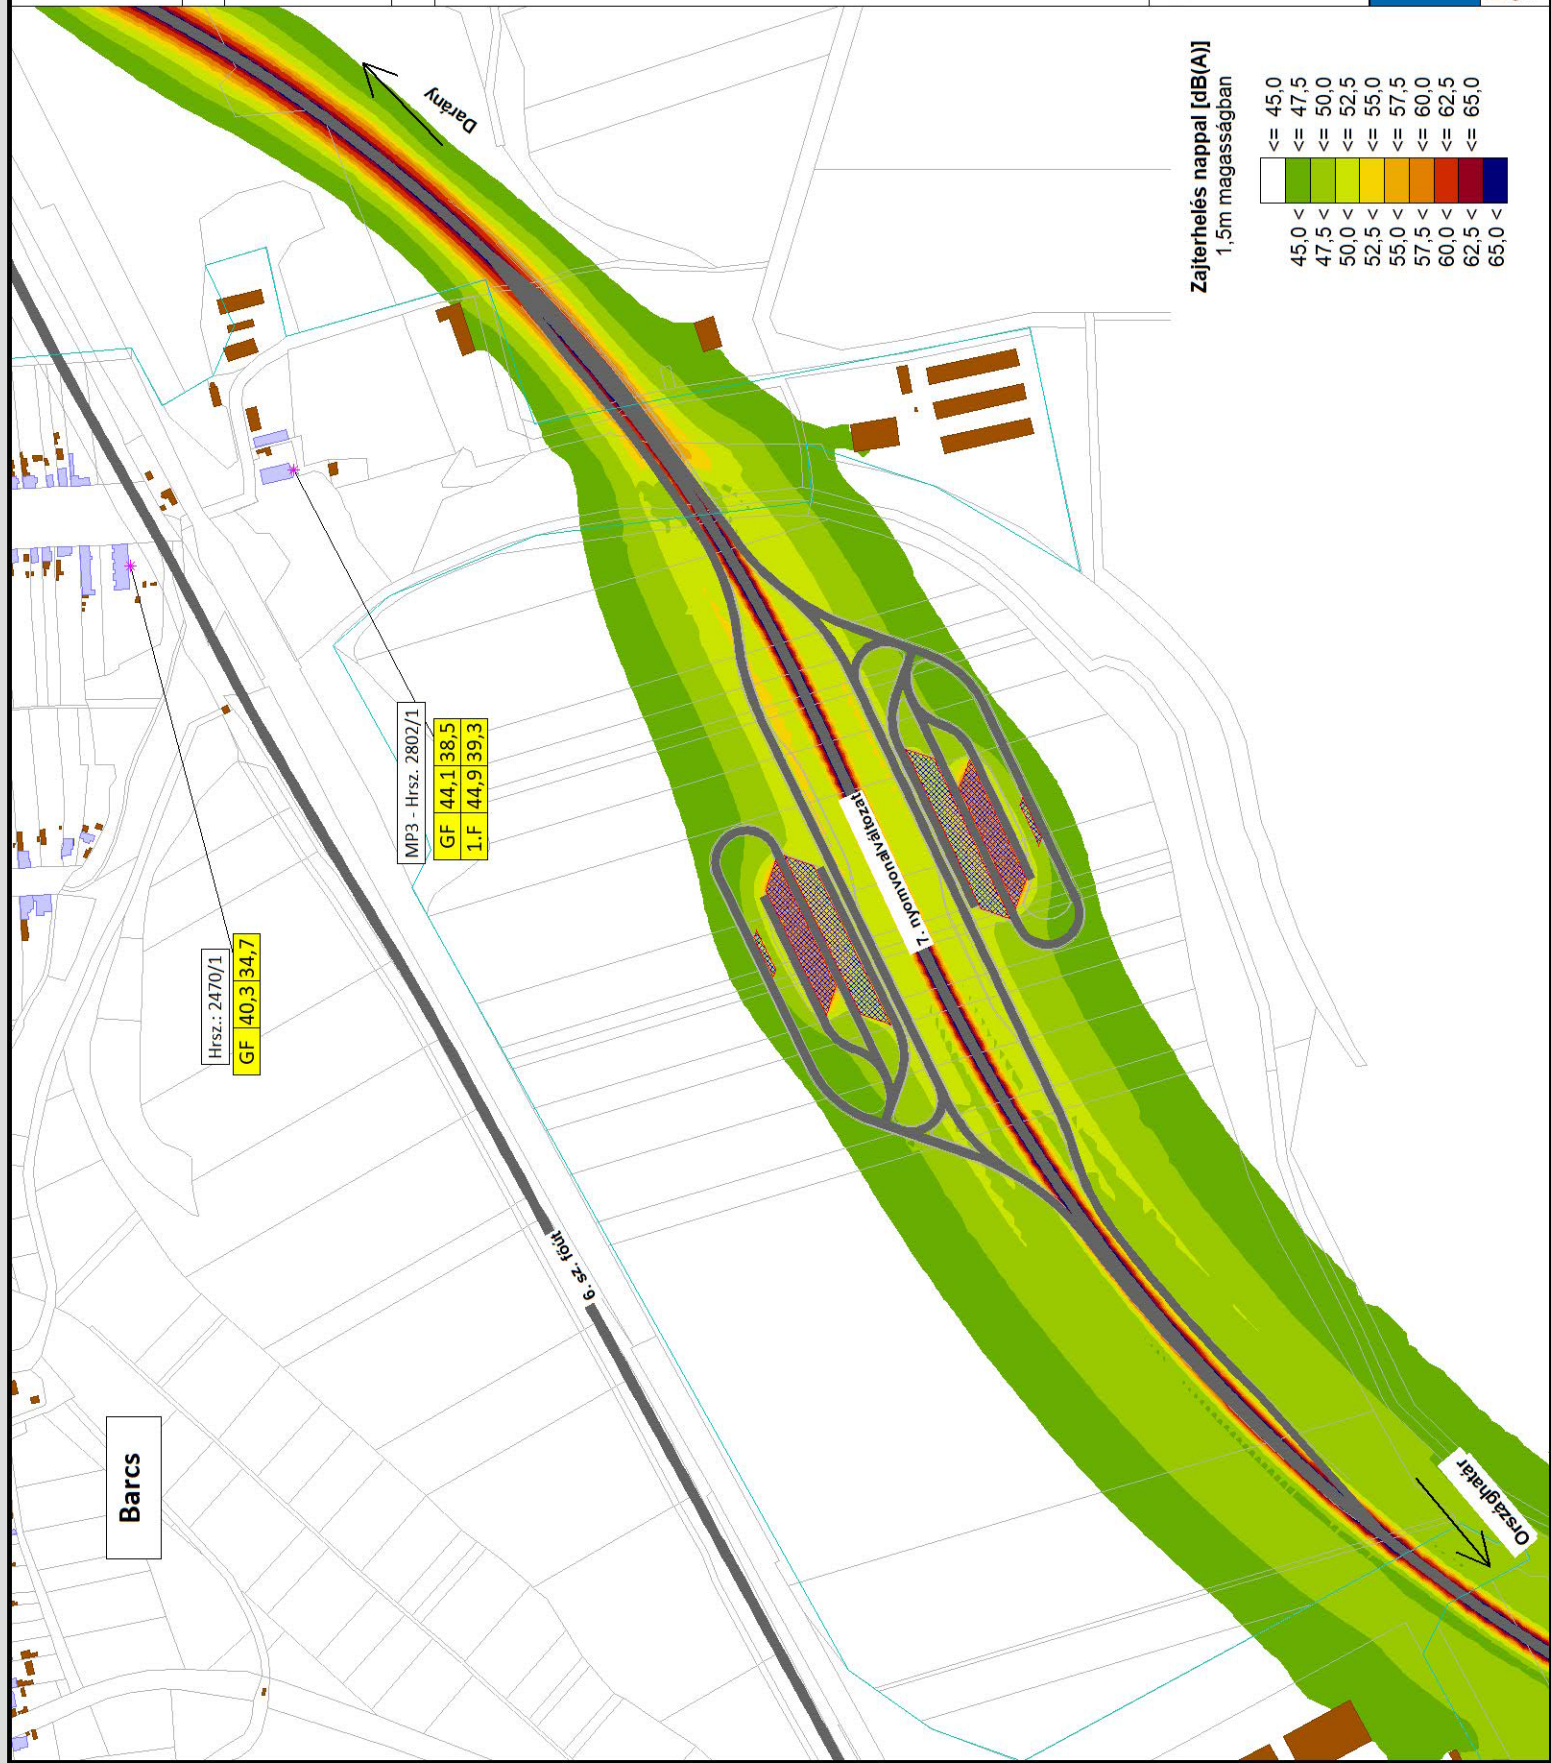 Barcs
Hrsz.: 2470/1
GF 40,3 34,7
MP3 - Hrsz. 2802/1
GF 44,1 38,5
1.F 44,9 39,3
6. sz. főút
7. nyomvonalváltozat
Darány
Országhatár
Zajterhelés nappal [dB(A)]
1,5m magasságban
<= 45,0
45,0 < <= 47,5
47,5 < <= 50,0
50,0 < <= 52,5
52,5 < <= 55,0
55,0 < <= 57,5
57,5 < <= 60,0
60,0 < <= 62,5
62,5 < <= 65,0
65,0 <